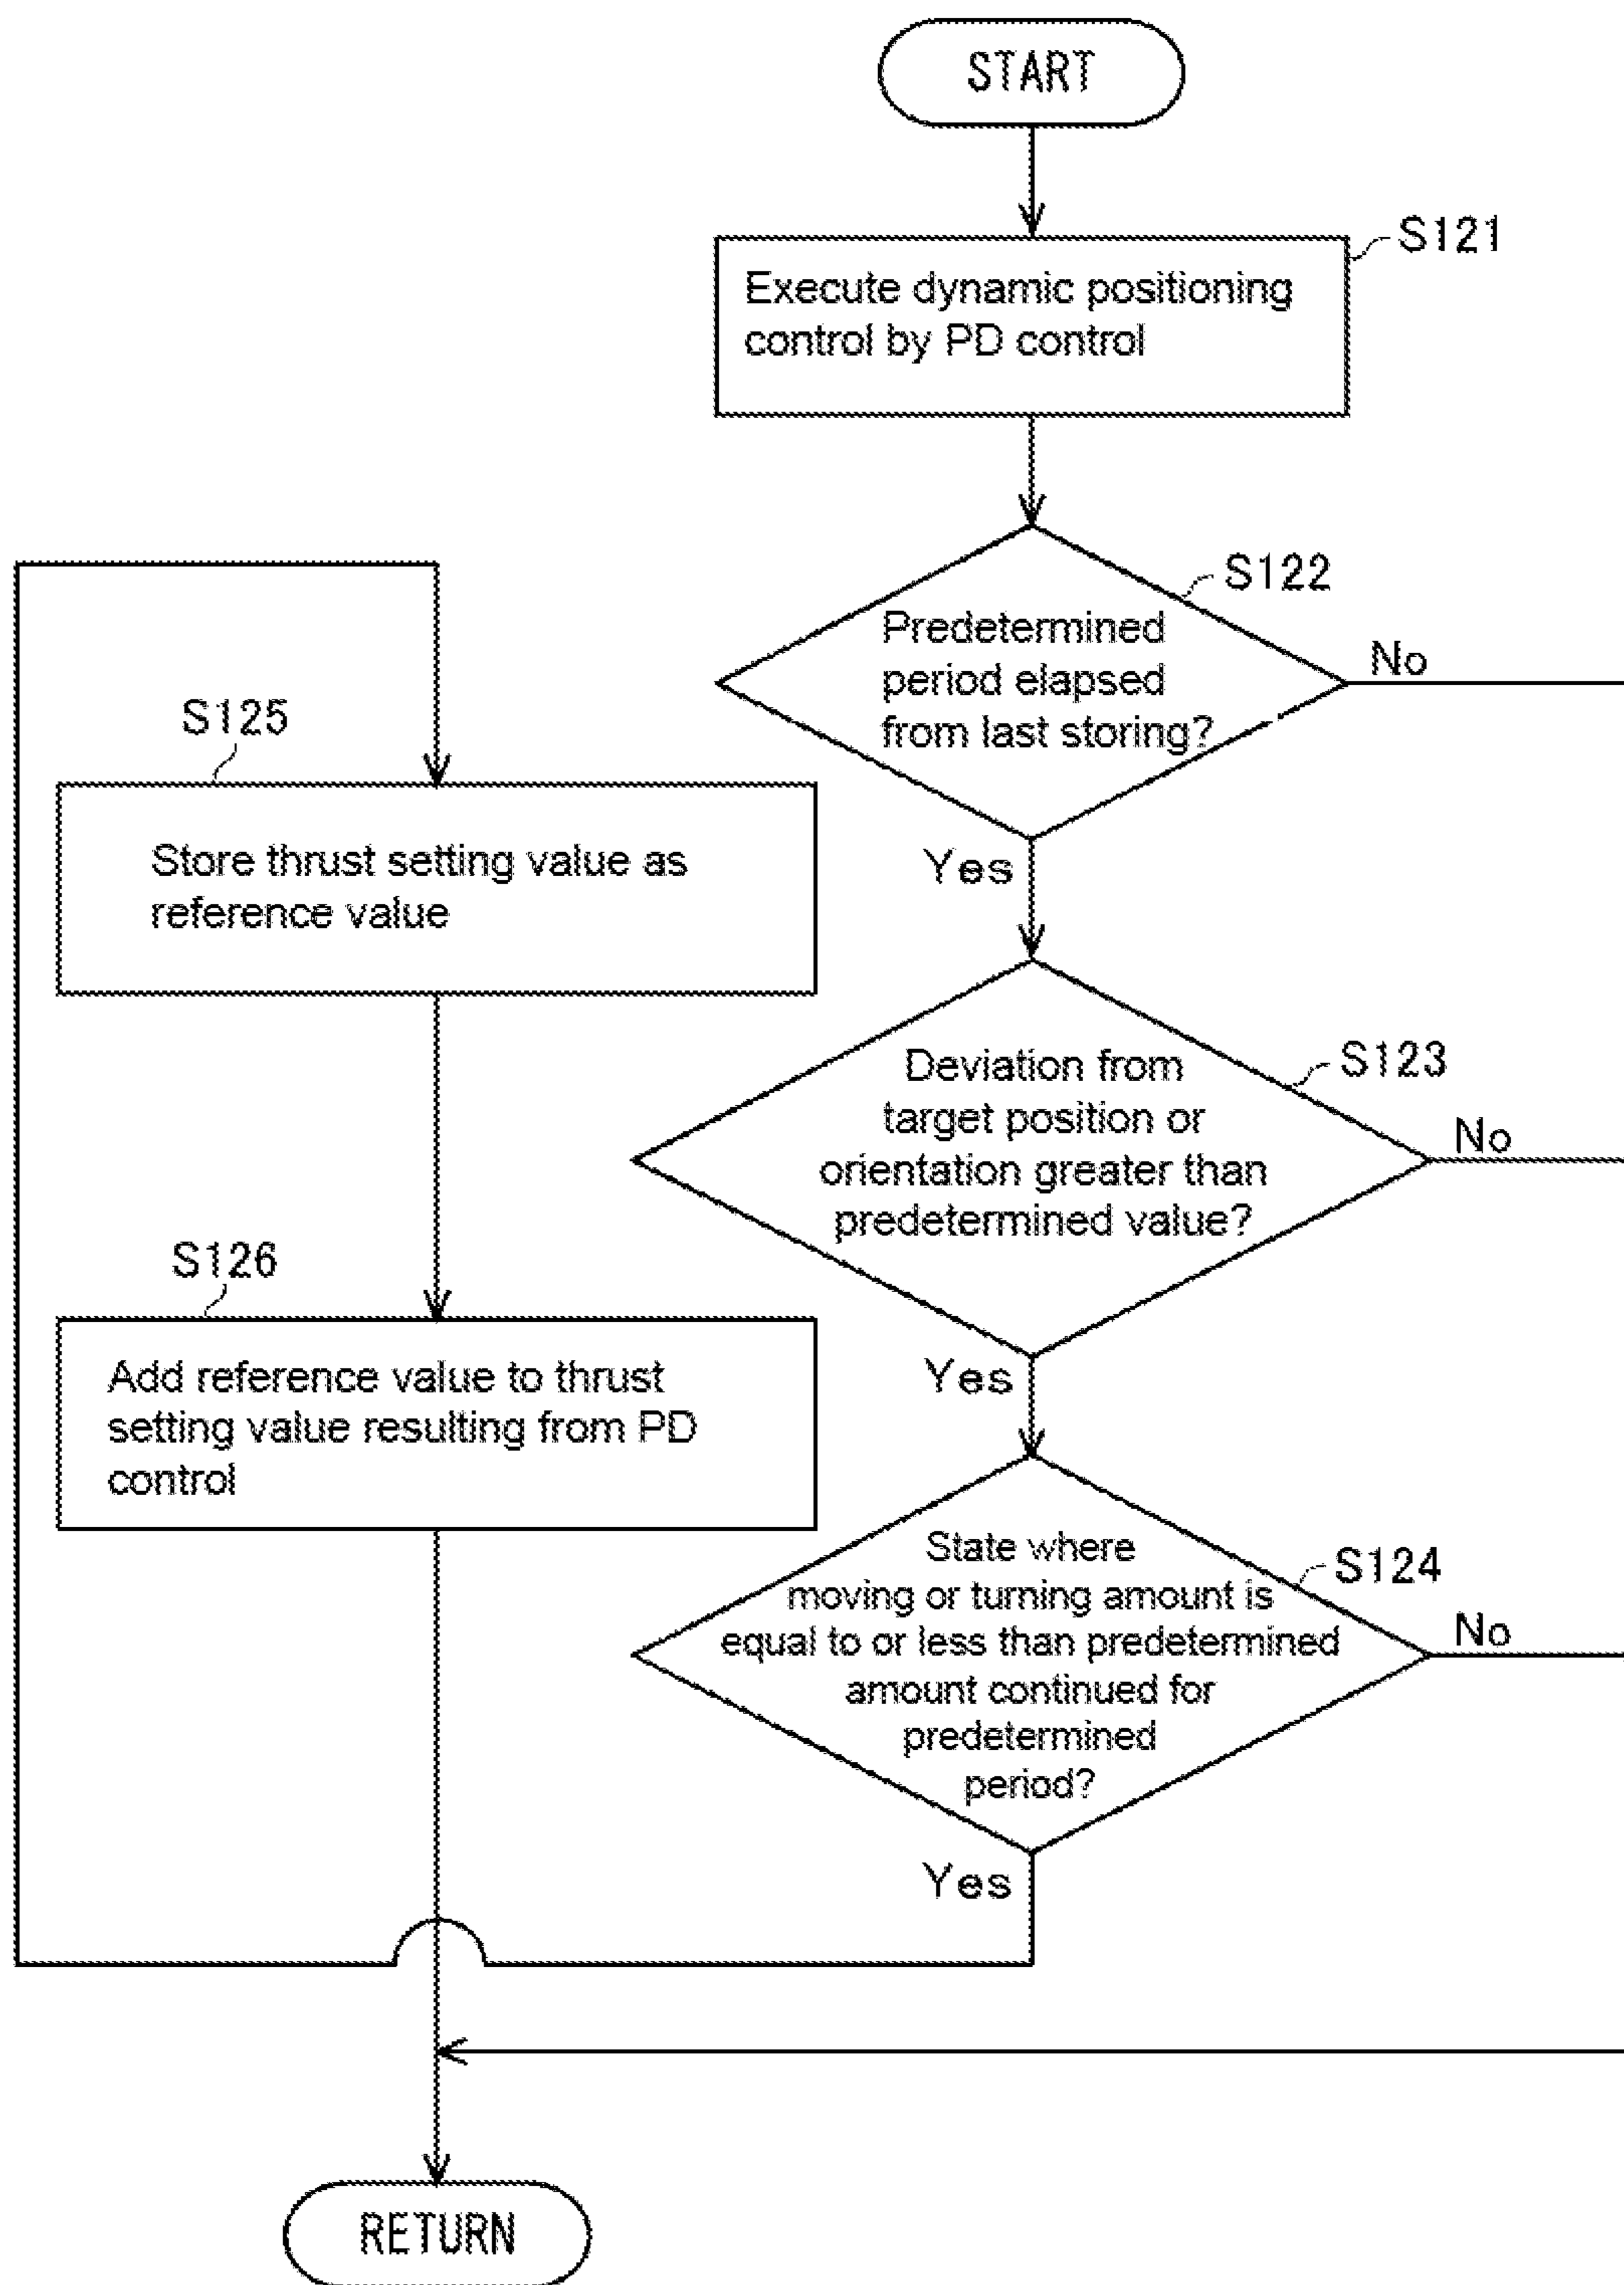 START
S121
Execute dynamic positioning
control by PD control
S122
Predetermined
period elapsed
from last storing?
No
Yes
S123
Deviation from
target position or
orientation greater than
predetermined value?
No
Yes
S124
State where
moving or turning amount is
equal to or less than predetermined
amount continued for
predetermined
period?
No
Yes
S125
Store thrust setting value as
reference value
S126
Add reference value to thrust
setting value resulting from PD
control
RETURN